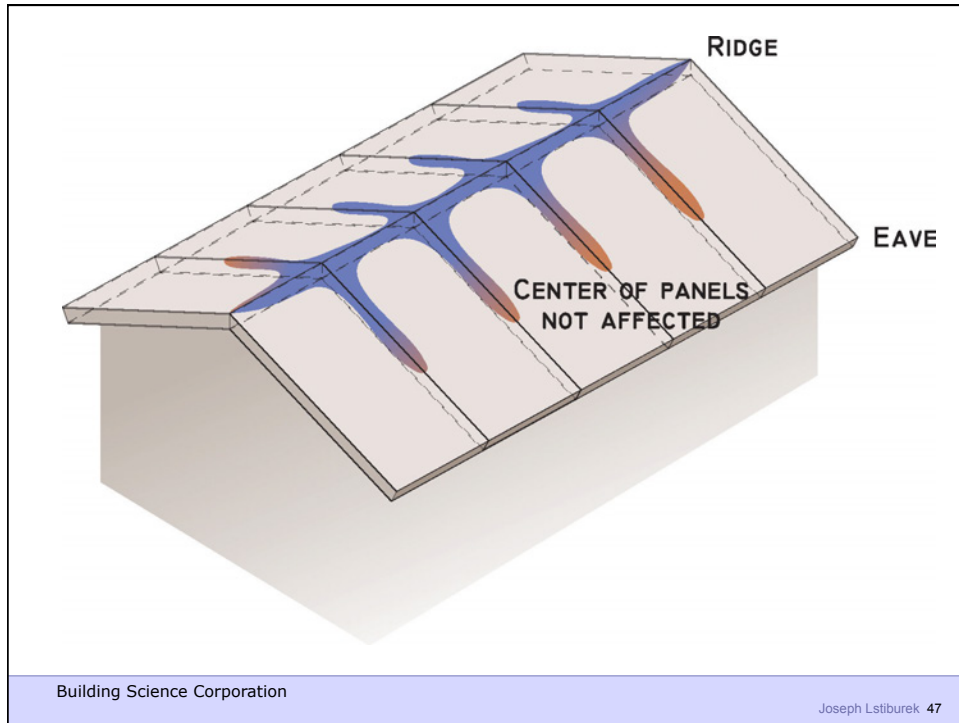 RIDGE
EAVE
CENTER OF PANELS
NOT AFFECTED
Building Science Corporation
Joseph Lstiburek 47